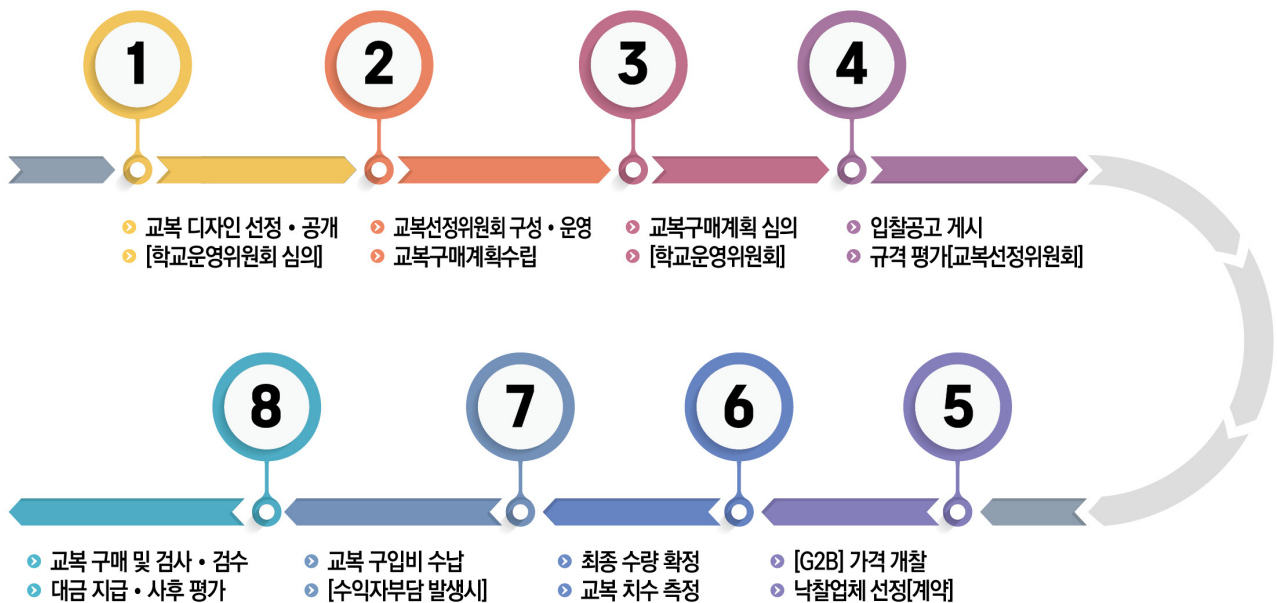 1
2
3
4
교복 디자인 선정・공개
[학교운영위원회 심의]
교복선정위원회 구성・운영
교복구매계획수립
교복구매계획 심의
[학교운영위원회]
입찰공고 게시
규격 평가[교복선정위원회]
5
[G2B] 가격 개찰
낙찰업체 선정[계약]
6
최종 수량 확정
교복 치수 측정
7
교복 구입비 수납
[수익자부담 발생시]
8
교복 구매 및 검사・검수
대금 지급・사후 평가